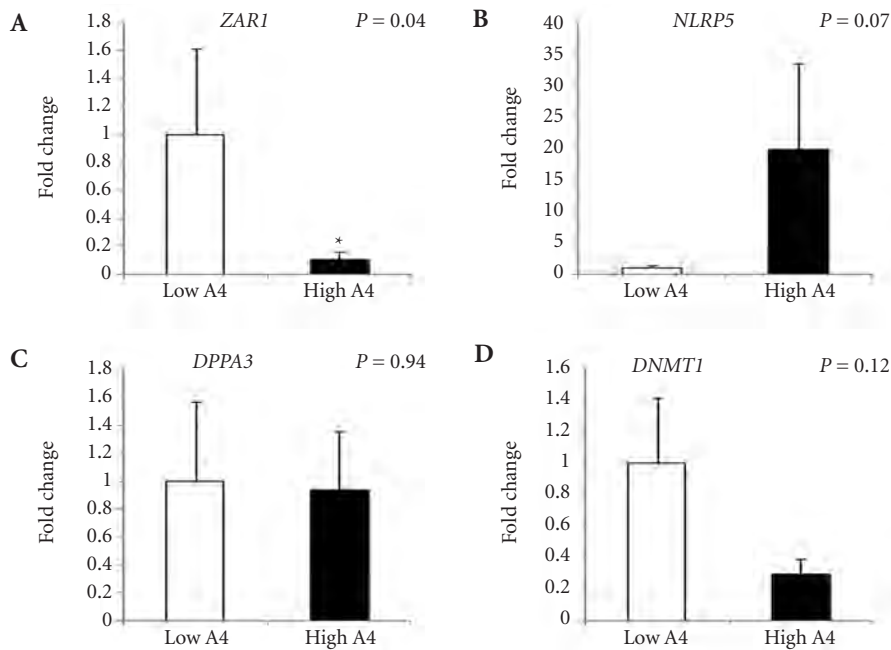 A
ZAR1
P = 0.04
Fold change
1.8
1.6
1.4
1.2
1
0.8
0.6
0.4
0.2
0
*
Low A4
High A4
B
NLRP5
P = 0.07
Fold change
40
35
30
25
20
15
10
5
0
Low A4
High A4
C
DPPA3
P = 0.94
Fold change
1.8
1.6
1.4
1.2
1
0.8
0.6
0.4
0.2
0
Low A4
High A4
D
DNMT1
P = 0.12
Fold change
1.6
1.4
1.2
1
0.8
0.6
0.4
0.2
0
Low A4
High A4